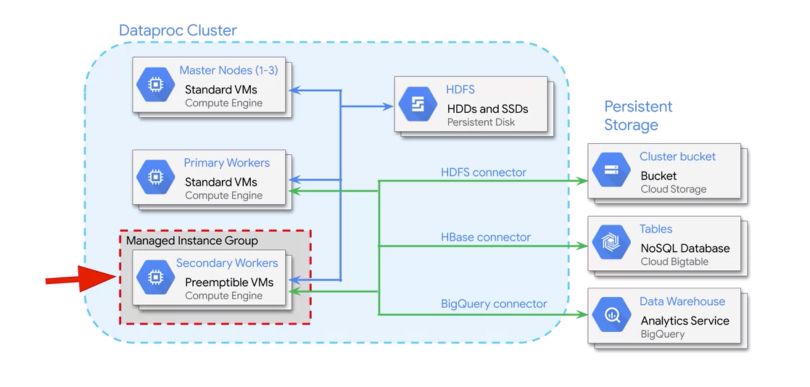 Dataproc Cluster
Master Nodes (1-3)
Standard VMs
Compute Engine
HDFS
HDDs and SSDs
Persistent Disk
Persistent
Storage
Primary Workers
Standard VMs
Compute Engine
HDFS connector
Cluster bucket
Bucket
Cloud Storage
Managed Instance Group
Secondary Workers
Preemptible VMs
Compute Engine
HBase connector
Tables
NoSQL Database
Cloud Bigtable
BigQuery connector
Data Warehouse
Analytics Service
BigQuery